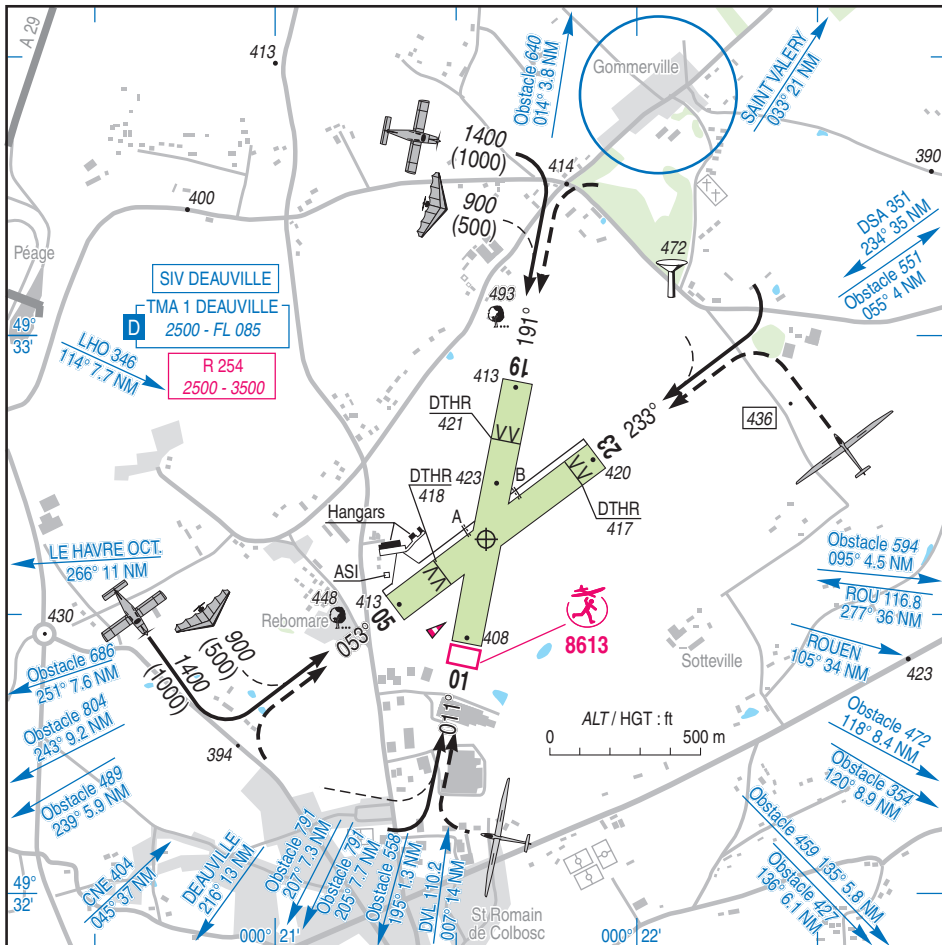 A 29
413
Obstacle 640
014° 3.8 NM
Gommerville
SAINT VALERY
033° 21 NM
1400
(1000)
414
390
900
(500)
400
Péage
DSA 351
234° 35 NM
Obstacle 551
055° 4 NM
472
SIV DEAUVILLE
D
TMA 1 DEAUVILLE
2500 - FL 085
R 254
2500 - 3500
49°
33'
LHO 346
114° 7.7 NM
493
191°
19
413
DTHR
421
233°
23
436
420
423
B
DTHR
418
DTHR
417
Hangars
A
ASI
LE HAVRE OCT.
266° 11 NM
Obstacle 594
095° 4.5 NM
ROU 116.8
277° 36 NM
ROUEN
105° 34 NM
448
Rebomare
413
05
053°
430
900
(500)
1400
(1000)
408
8613
Sotteville
423
01
011°
Obstacle 686
251° 7.6 NM
Obstacle 804
243° 9.2 NM
Obstacle 489
239° 5.9 NM
394
ALT / HGT : ft
0
500 m
Obstacle 472
118° 8.4 NM
Obstacle 354
120° 8.9 NM
Obstacle 459 135° 5.8 NM
Obstacle 427
136° 6.1 NM
CNE 404
045° 37 NM
DEAUVILLE
216° 13 NM
Obstacle 791
207° 7.3 NM
Obstacle 791
205° 7.7 NM
Obstacle 558
195° 1.3 NM
DVL 110.2
007° 14 NM
St Romain
de Colbosc
49°
32'
000° 21'
000° 22'